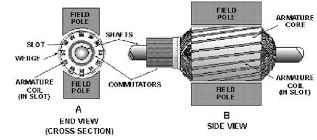 FIELD
POLE
SLOT
WEDGE
ARMATURE
COIL
(IN SLOT)
SHAFTS
COMMUTATORS
FIELD
POLE
A
END VIEW
(CROSS SECTION)
FIELD
POLE
ARMATURE
CORE
ARMATURE
COIL
(IN SLOT)
FIELD
POLE
B
SIDE VIEW